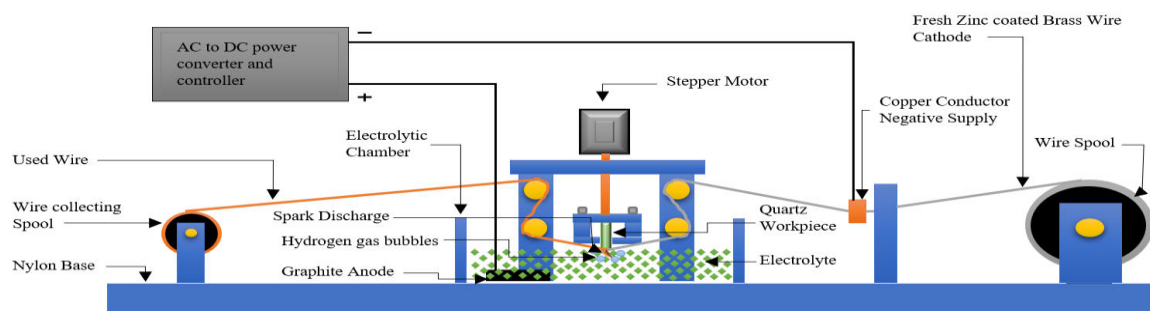 Fresh Zinc coated Brass Wire
Cathode
−
AC to DC power
converter and
controller
+
Stepper Motor
Copper Conductor
Negative Supply
Electrolytic
Chamber
Wire Spool
Used Wire
Wire collecting
Spool
Spark Discharge
Quartz
Workpiece
Hydrogen gas bubbles
Electrolyte
Nylon Base
Graphite Anode